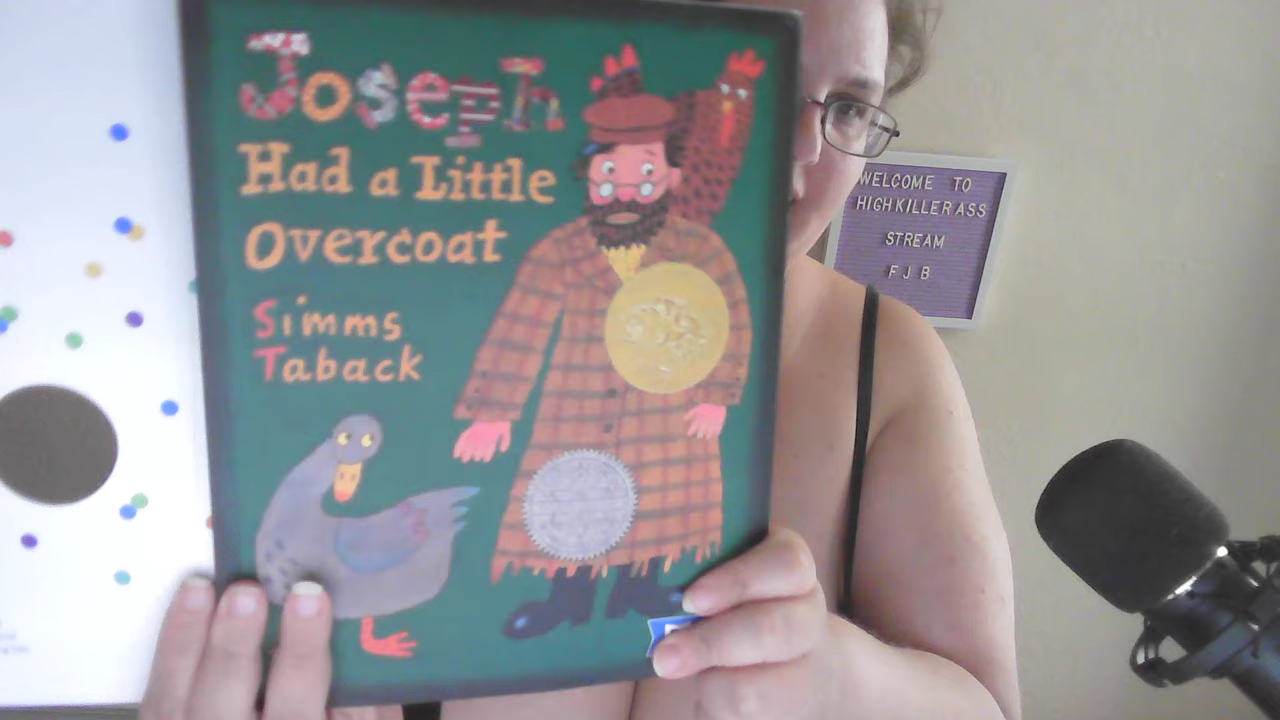 Joseph
Had a Little
Overcoat
Simms
Taback
WELCOME TO
HIGHKILLERASS
STREAM
FJB